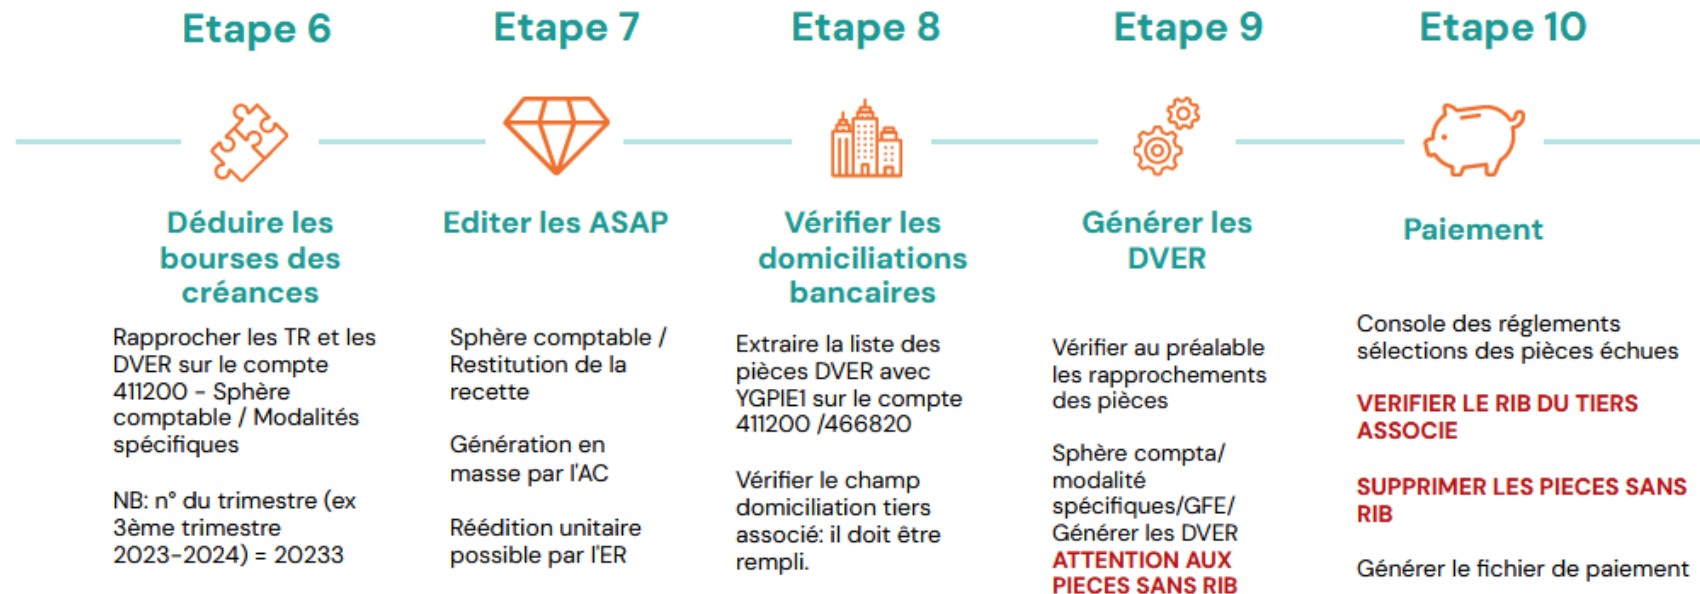 Etape 6
Déduire les
bourses des
créances
Rapprocher les TR et les
DVER sur le compte
411200 - Sphère
comptable / Modalités
spécifiques
NB: n° du trimestre (ex
3ème trimestre
2023-2024) = 20233
Etape 7
Editer les ASAP
Sphère comptable /
Restitution de la
recette
Génération en
masse par l'AC
Réédition unitaire
possible par l'ER
Etape 8
Vérifier les
domiciliations
bancaires
Extraire la liste des
pièces DVER avec
YGPIE1 sur le compte
411200 /466820
Vérifier le champ
domiciliation tiers
associé: il doit être
rempli.
Etape 9
Générer les
DVER
Vérifier au préalable
les rapprochements
des pièces
Sphère compta/
modalité
spécifiques/GFE/
Générer les DVER
ATTENTION AUX
PIECES SANS RIB
Etape 10
Paiement
Console des réglements
sélections des pièces échues
VERIFIER LE RIB DU TIERS
ASSOCIE
SUPPRIMER LES PIECES SANS
RIB
Générer le fichier de paiement